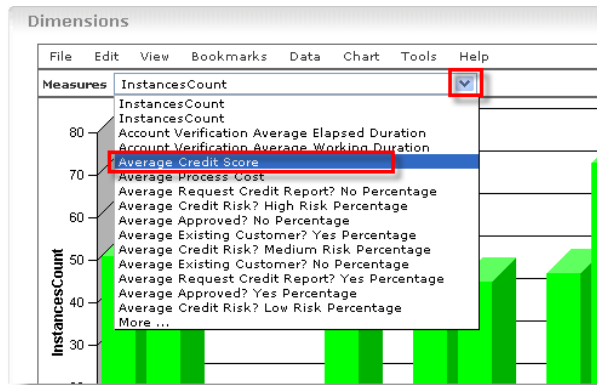 Dimensions
File Edit View Bookmarks Data Chart Tools Help
Measures InstancesCount
InstancesCount
InstancesCount
Account Verification Average Elapsed Duration
Account Verification Average Working Duration
Average Credit Score
Average Process Cost
Average Request Credit Report? No Percentage
Average Credit Risk? High Risk Percentage
Average Approved? No Percentage
Average Existing Customer? Yes Percentage
Average Credit Risk? Medium Risk Percentage
Average Existing Customer? No Percentage
Average Request Credit Report? Yes Percentage
Average Approved? Yes Percentage
Average Credit Risk? Low Risk Percentage
More ...
InstancesCount
80
70
60
50
40
30